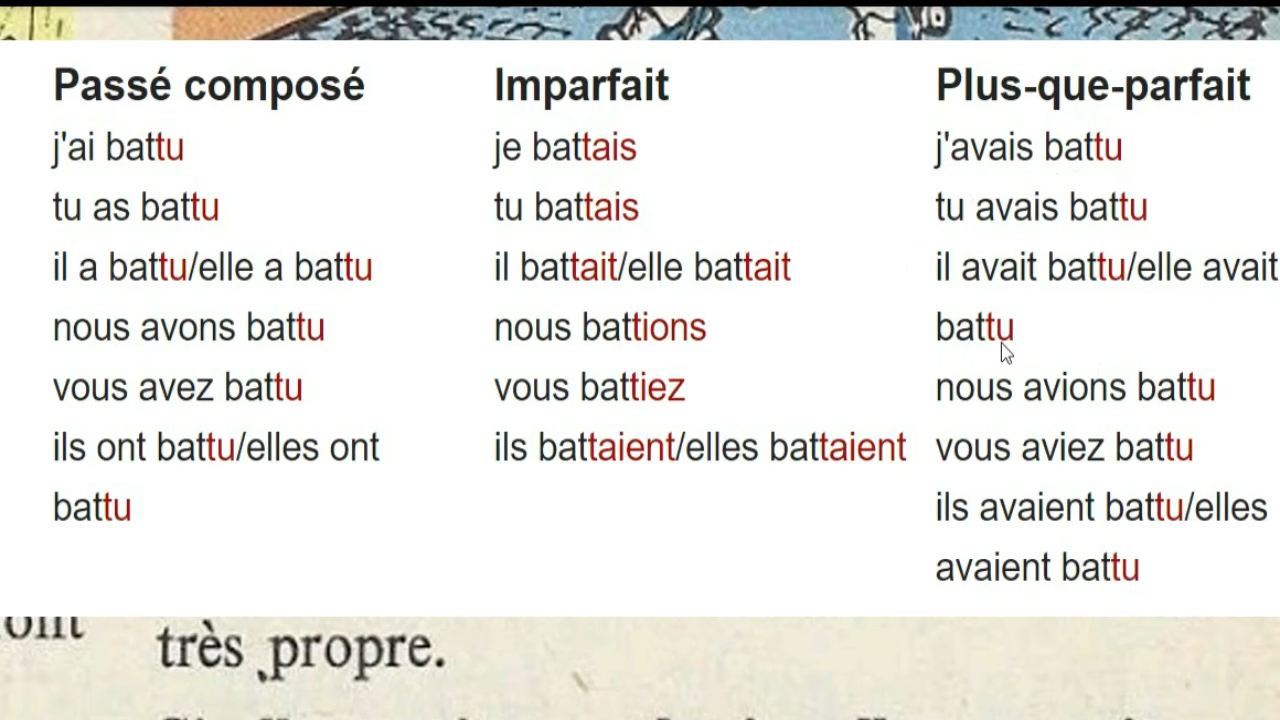 Passé composé
j'ai battu
tu as battu
il a battu/elle a battu
nous avons battu
vous avez battu
ils ont battu/elles ont
battu
Imparfait
je battais
tu battais
il battait/elle battait
nous battions
vous battiez
ils battaient/elles battaient
Plus-que-parfait
j'avais battu
tu avais battu
il avait battu/elle avait
battu
nous avions battu
vous aviez battu
ils avaient battu/elles
avaient battu
très propre.